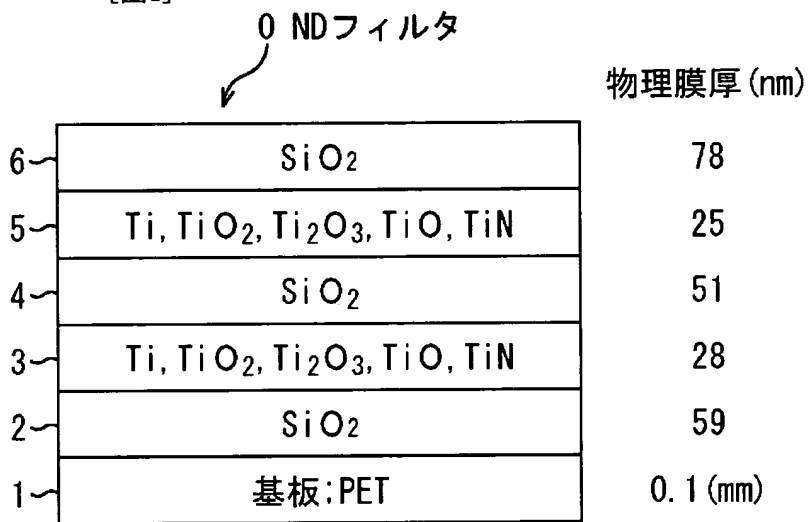 0 NDフィルタ
物理膜厚(nm)
6 SiO2 78
5 Ti,TiO2,Ti2O3,TiO,TiN 25
4 SiO2 51
3 Ti,TiO2,Ti2O3,TiO,TiN 28
2 SiO2 59
1 基板:PET 0.1(mm)